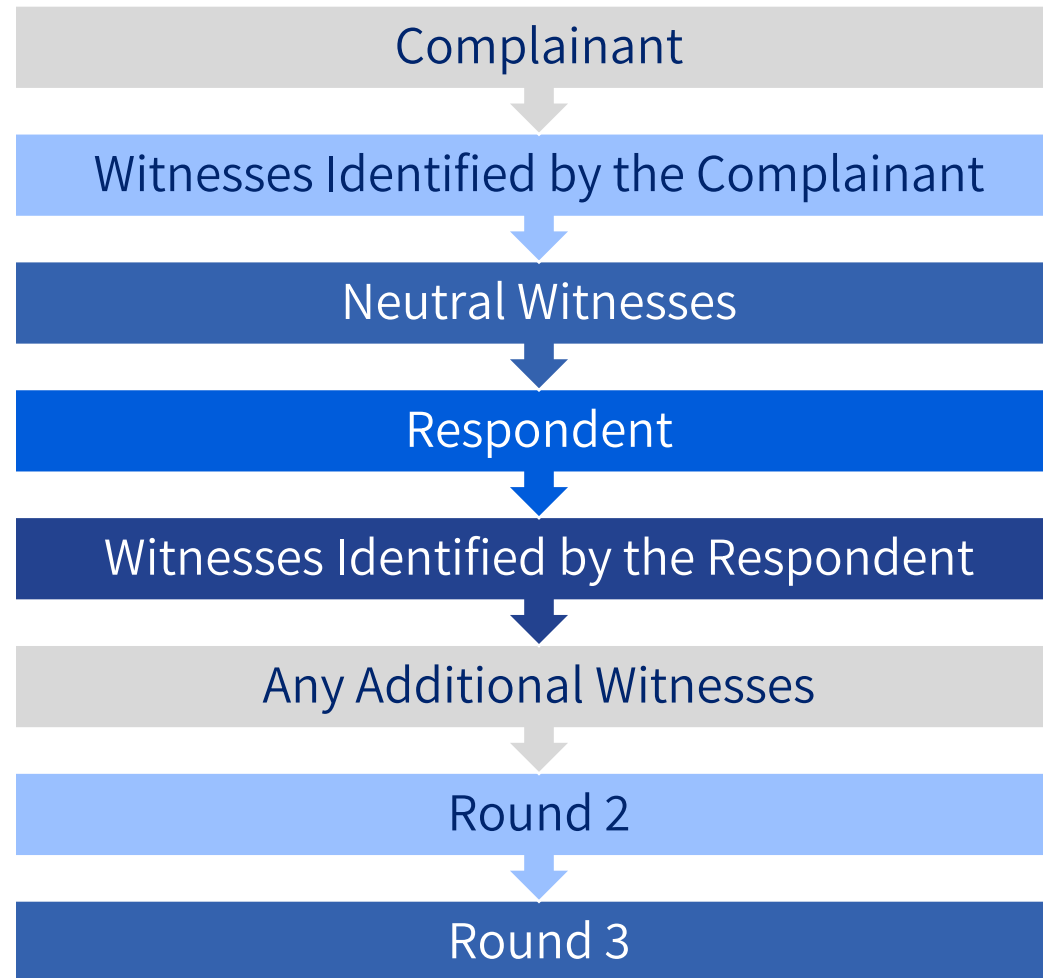 Complainant
Witnesses Identified by the Complainant
Neutral Witnesses
Respondent
Witnesses Identified by the Respondent
Any Additional Witnesses
Round 2
Round 3